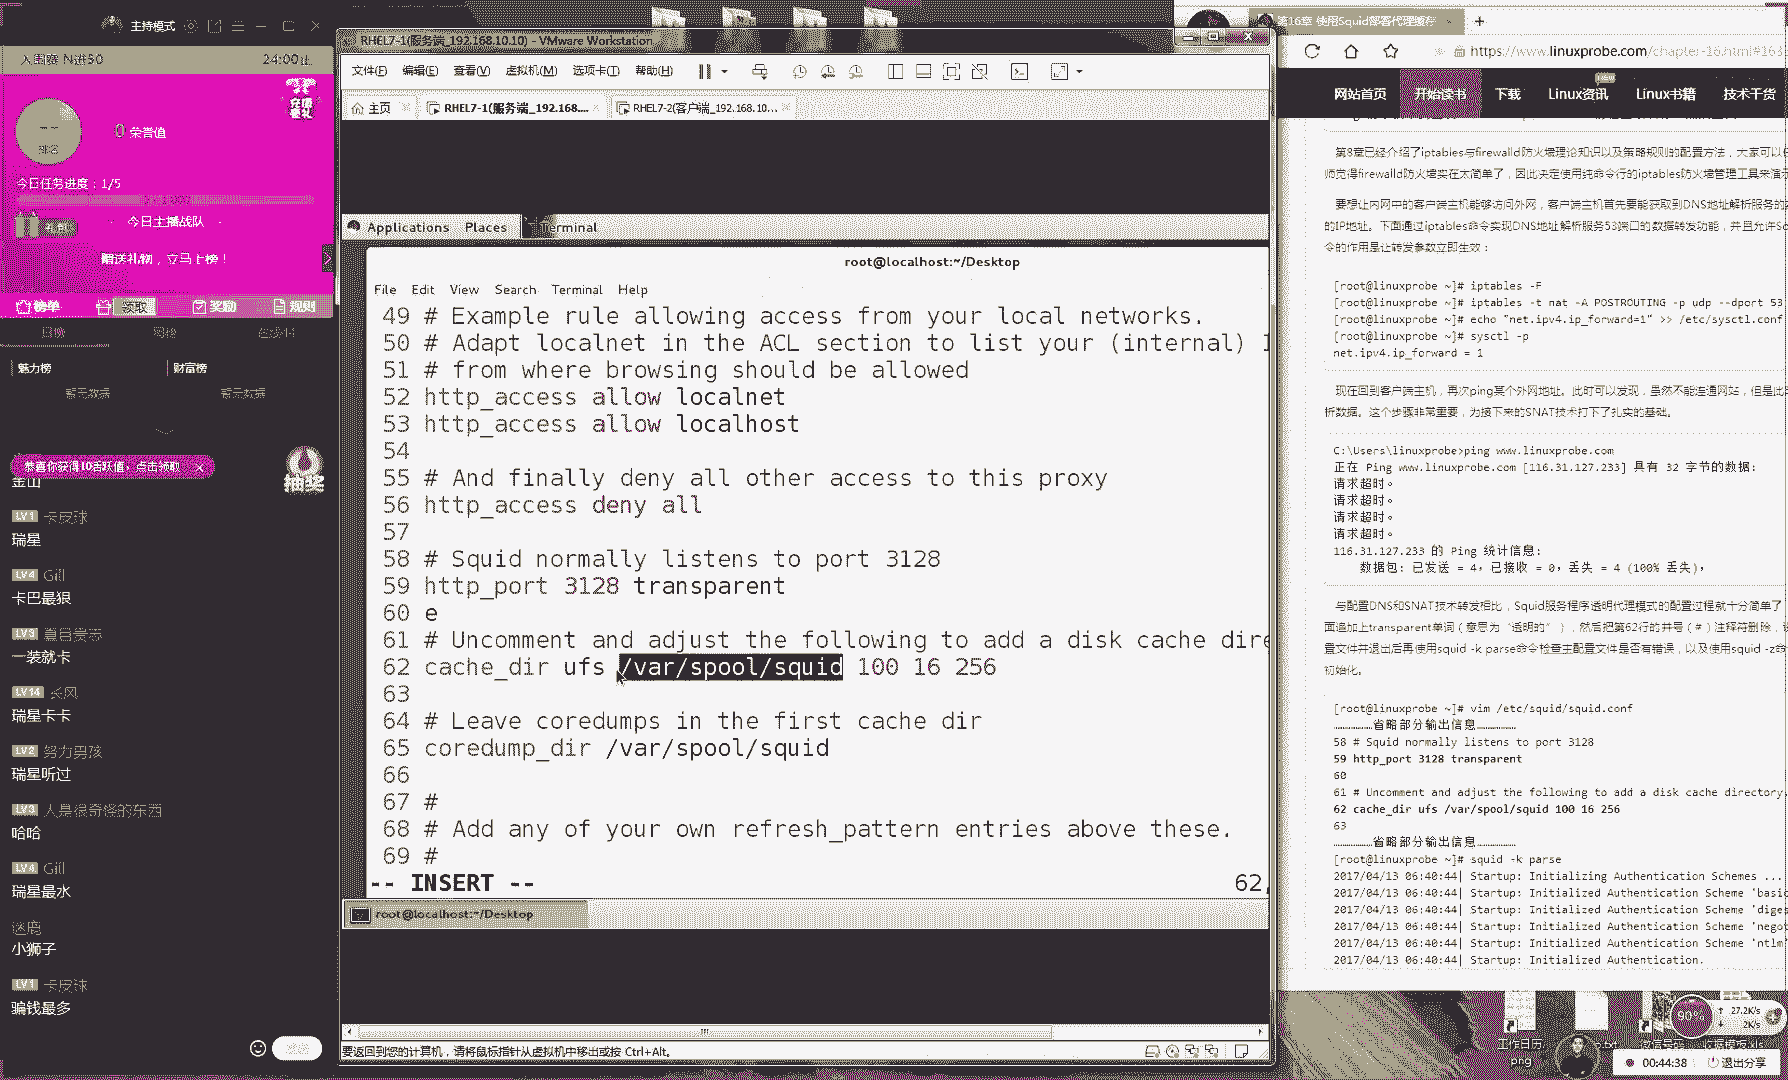 主持模式
入围赛 N进50
24:00止
0 荣誉值
排名
今日任务进度：1/5
今日主播战队
赠送礼物，立马上榜！
榜单
领取
奖励
规则
魅力榜
财富榜
暂无数据
暂无数据
恭喜你获得10活跃值，点击领取
抽奖
金山
LV1 卡皮球
瑞星
LV4 Gill
卡巴最狠
LV3 夏目贵志
一装就卡
LV14 乘风
瑞星卡卡
LV2 努力男孩
瑞星听过
LV3 人是很奇怪的东西
哈哈
LV4 Gill
瑞星最水
迷鹿
小狮子
LV1 卡皮球
骗钱最多
RHEL7-1(服务端_192.168.10.10) - VMware Workstation
文件(F) 编辑(E) 查看(V) 虚拟机(M) 选项卡(T) 帮助(H)
主页
RHEL7-1(服务端_192.168....
RHEL7-2(客户端_192.168.10...
Applications Places Terminal
root@localhost:~/Desktop
File Edit View Search Terminal Help
49 # Example rule allowing access from your local networks.
50 # Adapt localnet in the ACL section to list your (internal) I
51 # from where browsing should be allowed
52 http_access allow localnet
53 http_access allow localhost
54
55 # And finally deny all other access to this proxy
56 http_access deny all
57
58 # Squid normally listens to port 3128
59 http_port 3128 transparent
60 e
61 # Uncomment and adjust the following to add a disk cache dire
62 cache_dir ufs /var/spool/squid 100 16 256
63
64 # Leave coredumps in the first cache dir
65 coredump_dir /var/spool/squid
66
67 #
68 # Add any of your own refresh_pattern entries above these.
69 #
-- INSERT --
62,
root@localhost:~/Desktop
要返回到您的计算机，请将鼠标指针从虚拟机中移出或按 Ctrl+Alt。
第16章 使用Squid部署代理缓存
https://www.linuxprobe.com/chapter-16.html#163
网站首页 开始读书 下载 Linux资讯 Linux书籍 技术干货
NEW
第8章已经介绍了iptables与firewalld防火墙理论知识以及策略规则的配置方法，大家可以任
师觉得firewalld防火墙实在太简单了，因此决定使用纯命令行的iptables防火墙管理工具来演示
要想让内网中的客户端主机能够访问外网，客户端主机首先要能获取到DNS地址解析服务的
的IP地址。下面通过iptables命令实现DNS地址解析服务53端口的数据转发功能，并且允许Sq
令的作用是让转发参数立即生效：
[root@linuxprobe ~]# iptables -F
[root@linuxprobe ~]# iptables -t nat -A POSTROUTING -p udp --dport 53
[root@linuxprobe ~]# echo "net.ipv4.ip_forward=1" >> /etc/sysctl.conf
[root@linuxprobe ~]# sysctl -p
net.ipv4.ip_forward = 1
现在回到客户端主机，再次ping某个外网地址。此时可以发现，虽然不能连通网站，但是此
析数据。这个步骤非常重要，为接下来的SNAT技术打下了扎实的基础。
C:\Users\linuxprobe>ping www.linuxprobe.com
正在 Ping www.linuxprobe.com [116.31.127.233] 具有 32 字节的数据:
请求超时。
请求超时。
请求超时。
请求超时。
116.31.127.233 的 Ping 统计信息:
数据包: 已发送 = 4，已接收 = 0，丢失 = 4 (100% 丢失)，
与配置DNS和SNAT技术转发相比，Squid服务程序透明代理模式的配置过程就十分简单了
面追加上transparent单词（意思为“透明的”），然后把第62行的井号（#）注释符删除，
置文件并退出后再使用squid -k parse命令检查主配置文件是否有错误，以及使用squid -z命
初始化。
[root@linuxprobe ~]# vim /etc/squid/squid.conf
………………省略部分输出信息………………
58 # Squid normally listens to port 3128
59 http_port 3128 transparent
60
61 # Uncomment and adjust the following to add a disk cache directory.
62 cache_dir ufs /var/spool/squid 100 16 256
63
………………省略部分输出信息………………
[root@linuxprobe ~]# squid -k parse
2017/04/13 06:40:44| Startup: Initializing Authentication Schemes ...
2017/04/13 06:40:44| Startup: Initialized Authentication Scheme 'basic
2017/04/13 06:40:44| Startup: Initialized Authentication Scheme 'diges
2017/04/13 06:40:44| Startup: Initialized Authentication Scheme 'negot
2017/04/13 06:40:44| Startup: Initialized Authentication Scheme 'ntlm'
2017/04/13 06:40:44| Startup: Initialized Authentication.
90%
27.2K/s
2K/s
工作日历.png
00:44:38
退出分享